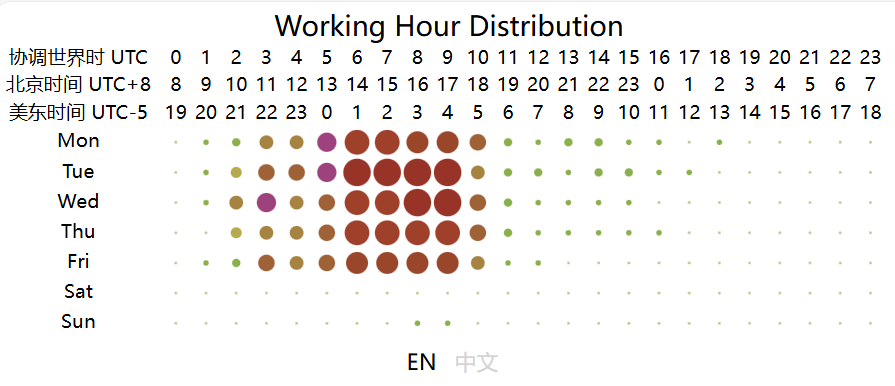 Working Hour Distribution
协调世界时 UTC 0 1 2 3 4 5 6 7 8 9 10 11 12 13 14 15 16 17 18 19 20 21 22 23
北京时间 UTC+8 8 9 10 11 12 13 14 15 16 17 18 19 20 21 22 23 0 1 2 3 4 5 6 7
美东时间 UTC-5 19 20 21 22 23 0 1 2 3 4 5 6 7 8 9 10 11 12 13 14 15 16 17 18
Mon
Tue
Wed
Thu
Fri
Sat
Sun
EN 中文